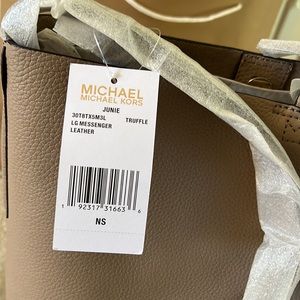 MICHAEL
MICHAEL KORS
JUNIE
30T8TX5M3L TRUFFLE
LG MESSENGER
LEATHER
1 92317 31663 6
NS